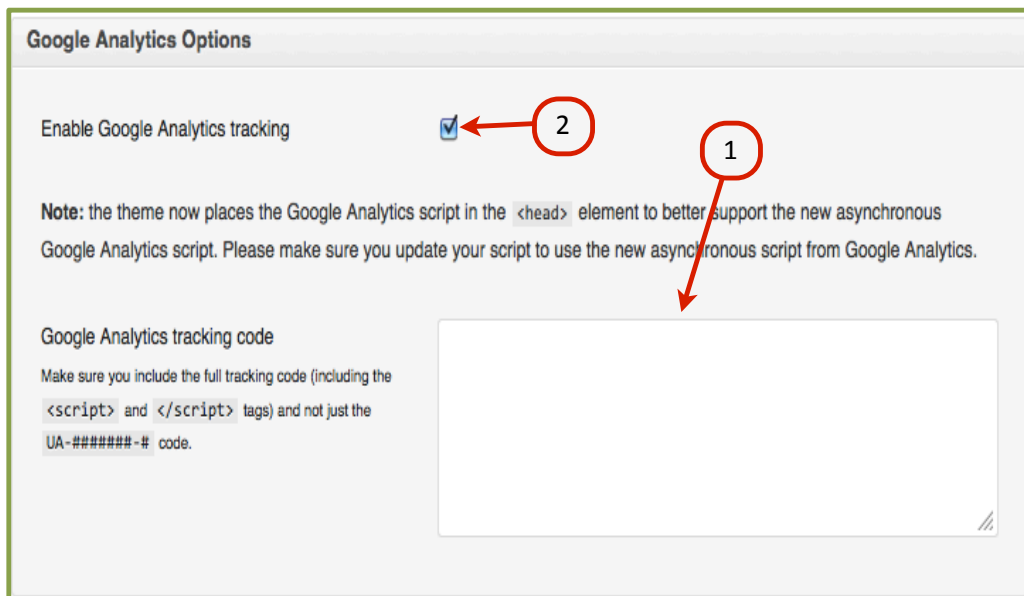 Google Analytics Options
Enable Google Analytics tracking
2
1
Note: the theme now places the Google Analytics script in the <head> element to better support the new asynchronous
Google Analytics script. Please make sure you update your script to use the new asynchronous script from Google Analytics.
Google Analytics tracking code
Make sure you include the full tracking code (including the
<script> and </script> tags) and not just the
UA-#######-# code.